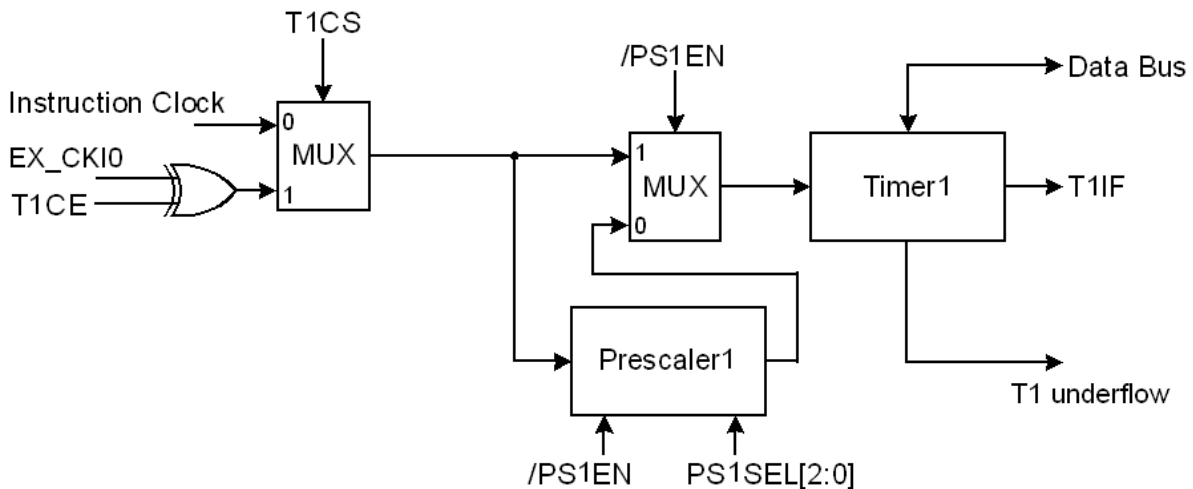 T1CS
/PS1EN
Data Bus
Instruction Clock
0
MUX
EX_CKI0
1
T1CE
1
MUX
0
Timer1
T1IF
Prescaler1
T1 underflow
/PS1EN
PS1SEL[2:0]